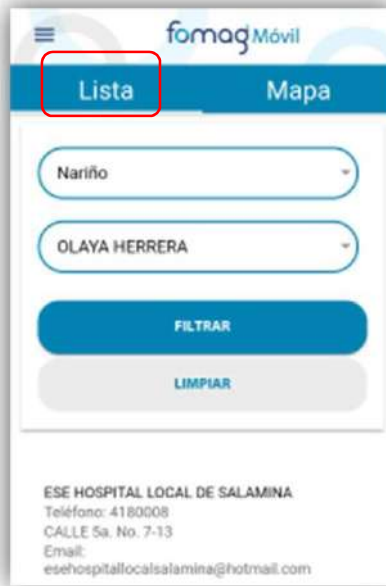 fomag Móvil
Lista Mapa
Nariño
OLAYA HERRERA
FILTRAR
LIMPIAR
ESE HOSPITAL LOCAL DE SALAMINA
Teléfono: 4180008
CALLE 5a. No. 7-13
Email:
esehospitallocalsalamina@hotmail.com